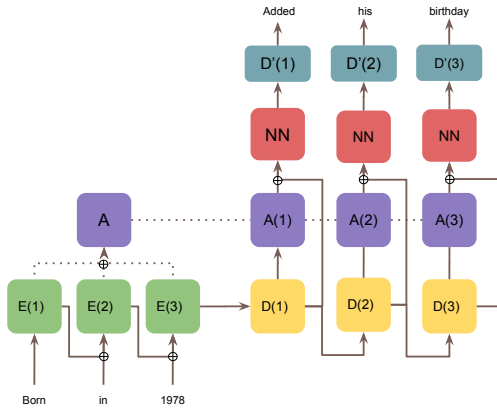 Added his birthday
D'(1) D'(2) D'(3)
NN NN NN
A A(1) A(2) A(3)
E(1) E(2) E(3) D(1) D(2) D(3)
Born in 1978